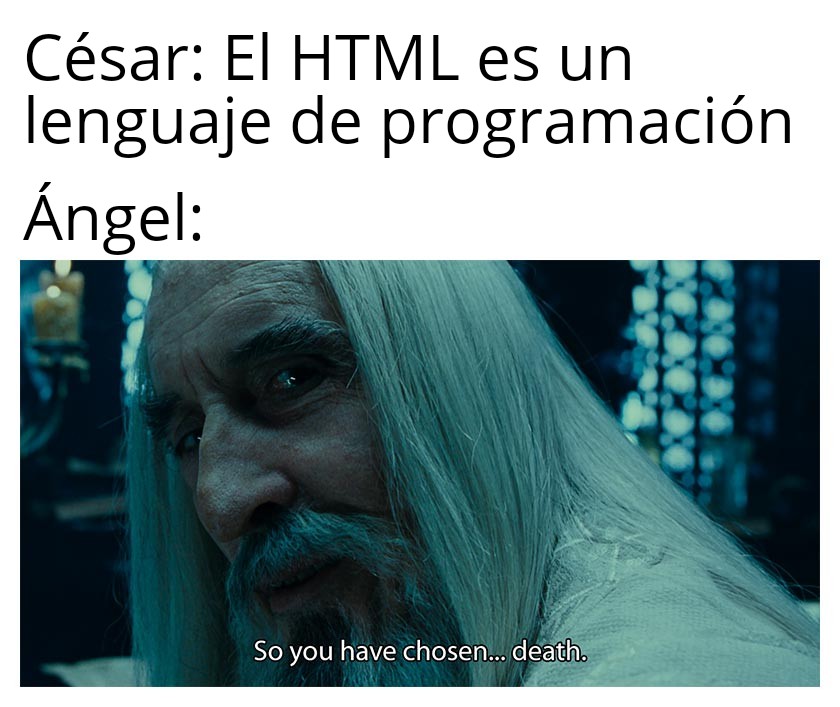 César: El HTML es un
lenguaje de programación
Ángel:
So you have chosen... death.